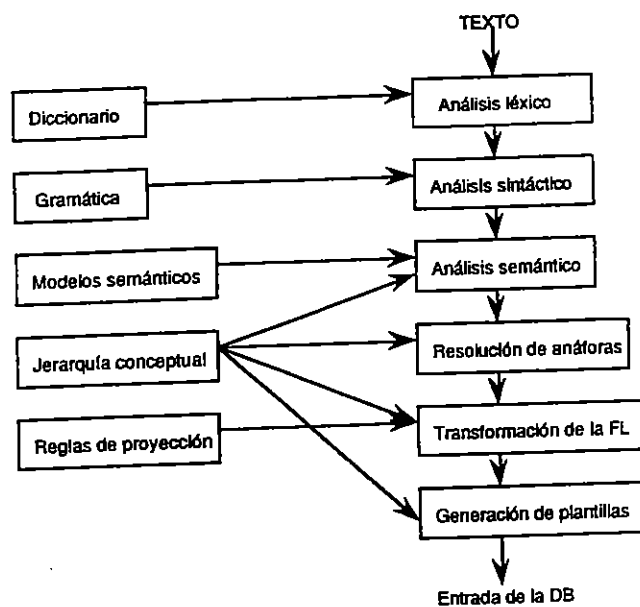 TEXTO
Diccionario
Análisis léxico
Gramática
Análisis sintáctico
Modelos semánticos
Análisis semántico
Jerarquía conceptual
Resolución de anáforas
Reglas de proyección
Transformación de la FL
Generación de plantillas
Entrada de la DB